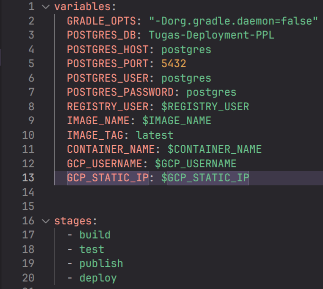 1 variables:
2 GRADLE_OPTS: "-Dorg.gradle.daemon=false"
3 POSTGRES_DB: Tugas-Deployment-PPL
4 POSTGRES_HOST: postgres
5 POSTGRES_PORT: 5432
6 POSTGRES_USER: postgres
7 POSTGRES_PASSWORD: postgres
8 REGISTRY_USER: $REGISTRY_USER
9 IMAGE_NAME: $IMAGE_NAME
10 IMAGE_TAG: latest
11 CONTAINER_NAME: $CONTAINER_NAME
12 GCP_USERNAME: $GCP_USERNAME
13 GCP_STATIC_IP: $GCP_STATIC_IP
14
15
16 stages:
17 - build
18 - test
19 - publish
20 - deploy